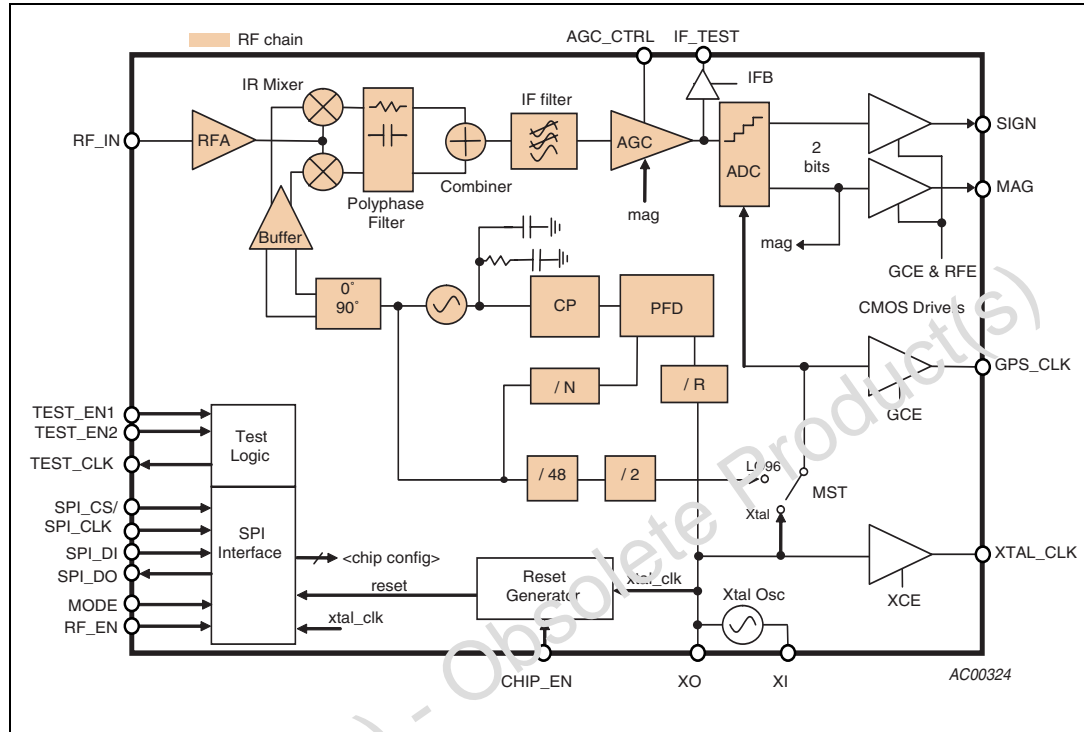 RF chain
AGC_CTRL
IF_TEST
IR Mixer
IFB
IF filter
RF_IN
RFA
AGC
ADC
2
bits
SIGN
MAG
Combiner
Polyphase
Filter
mag
mag
Buffer
GCE & RFE
0°
90°
CP
PFD
CMOS Drivers
GPS_CLK
/ N
/ R
GCE
TEST_EN1
TEST_EN2
TEST_CLK
Test
Logic
/ 48
/ 2
LO96
MST
Xtal
SPI_CS/
SPI_CLK
SPI_DI
SPI_DO
MODE
RF_EN
SPI
Interface
<chip config>
reset
xtal_clk
Reset
Generator
xtal_clk
Xtal Osc
XTAL_CLK
XCE
CHIP_EN
XO
XI
AC00324
) - Obsolete Product(s)